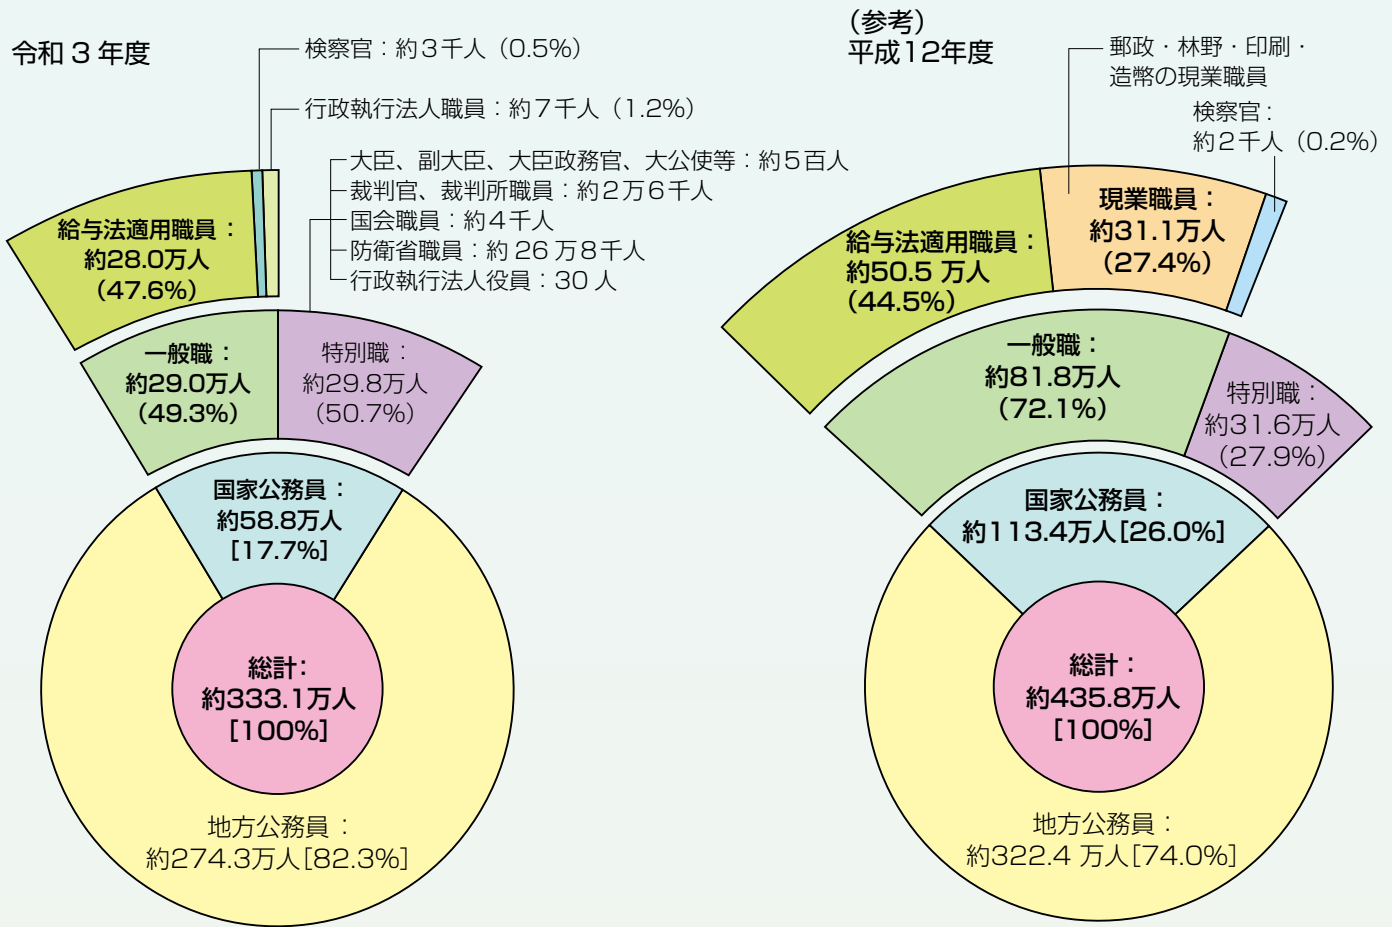 令和３年度
検察官：約３千人（0.5%）
行政執行法人職員：約７千人（1.2%）
大臣、副大臣、大臣政務官、大公使等：約５百人
裁判官、裁判所職員：約２万６千人
国会職員：約４千人
防衛省職員：約 26 万８千人
行政執行法人役員：30 人
給与法適用職員：
約28.0万人
（47.6%）
一般職：
約29.0万人
（49.3%）
特別職：
約29.8万人
（50.7%）
国家公務員：
約58.8万人
[17.7%]
総計：
約333.1万人
[100%]
地方公務員：
約274.3万人[82.3%]
（参考）
平成12年度
郵政・林野・印刷・
造幣の現業職員
検察官：
約２千人（0.2%）
給与法適用職員：
約50.5 万人
（44.5%）
現業職員：
約31.1万人
（27.4%）
一般職：
約81.8万人
（72.1%）
特別職：
約31.6万人
（27.9%）
国家公務員：
約113.4万人[26.0%]
総計：
約435.8万人
[100%]
地方公務員：
約322.4 万人[74.0%]